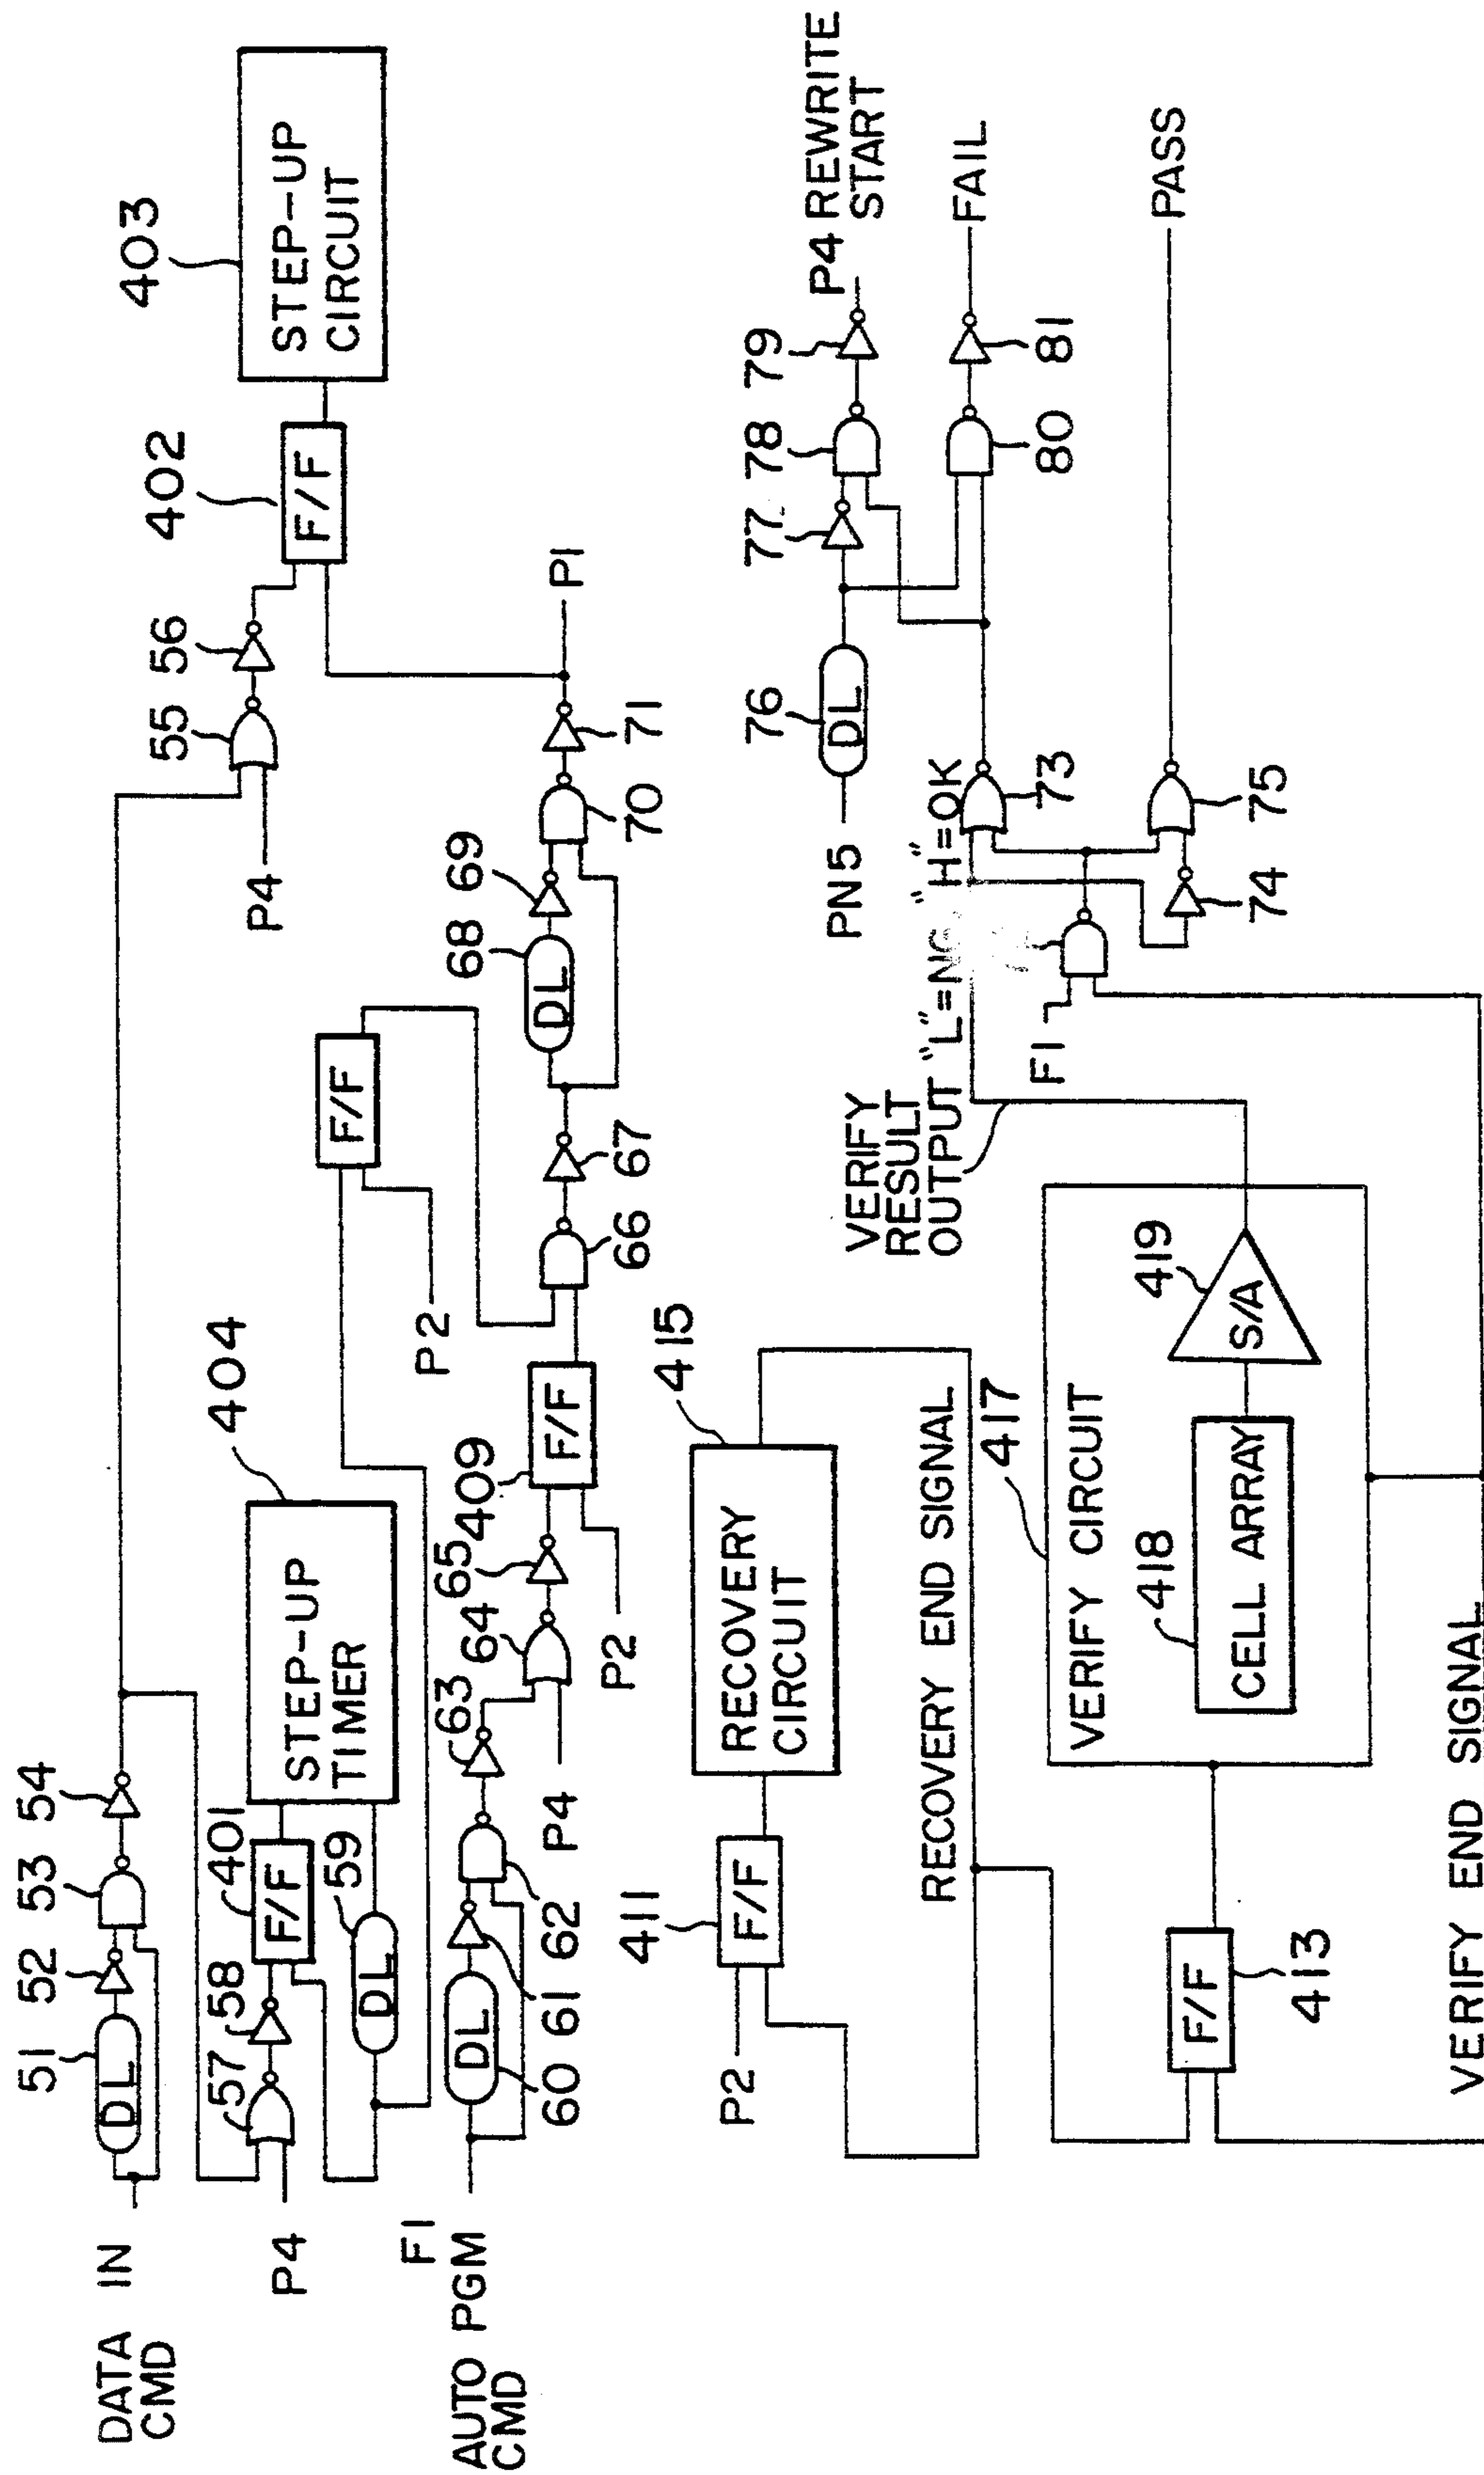 DATA IN
CMD
51
DL
52
53
54
P4
57
58
401
F/F
59
DL
404
STEP-UP
TIMER
P4
55
56
402
F/F
403
STEP-UP
CIRCUIT
F1
AUTO PGM
CMD
60
DL
61
62
63
P4
64
65
P2
409
F/F
P2
F/F
66
67
68
DL
69
70
71
P1
P2
411
F/F
415
RECOVERY
CIRCUIT
RECOVERY END SIGNAL
413
F/F
417
VERIFY CIRCUIT
418
CELL ARRAY
419
S/A
VERIFY END SIGNAL
VERIFY
RESULT
OUTPUT "L"=NG "H"=OK
F1
73
74
75
PN5
76
DL
77
78
79
P4 REWRITE
START
80
81
FAIL
PASS